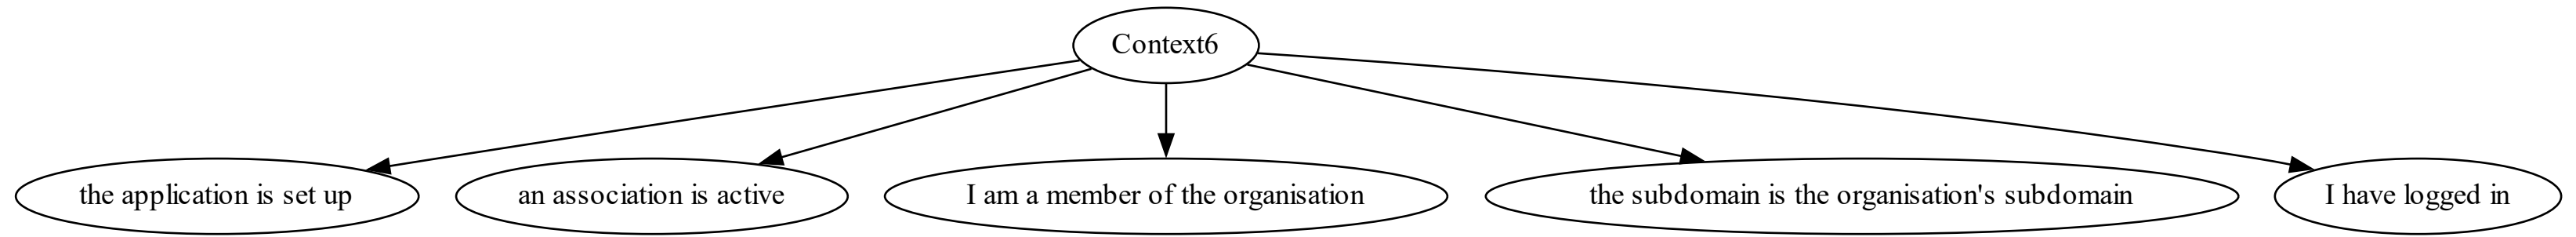 Context6
the application is set up
an association is active
I am a member of the organisation
the subdomain is the organisation's subdomain
I have logged in